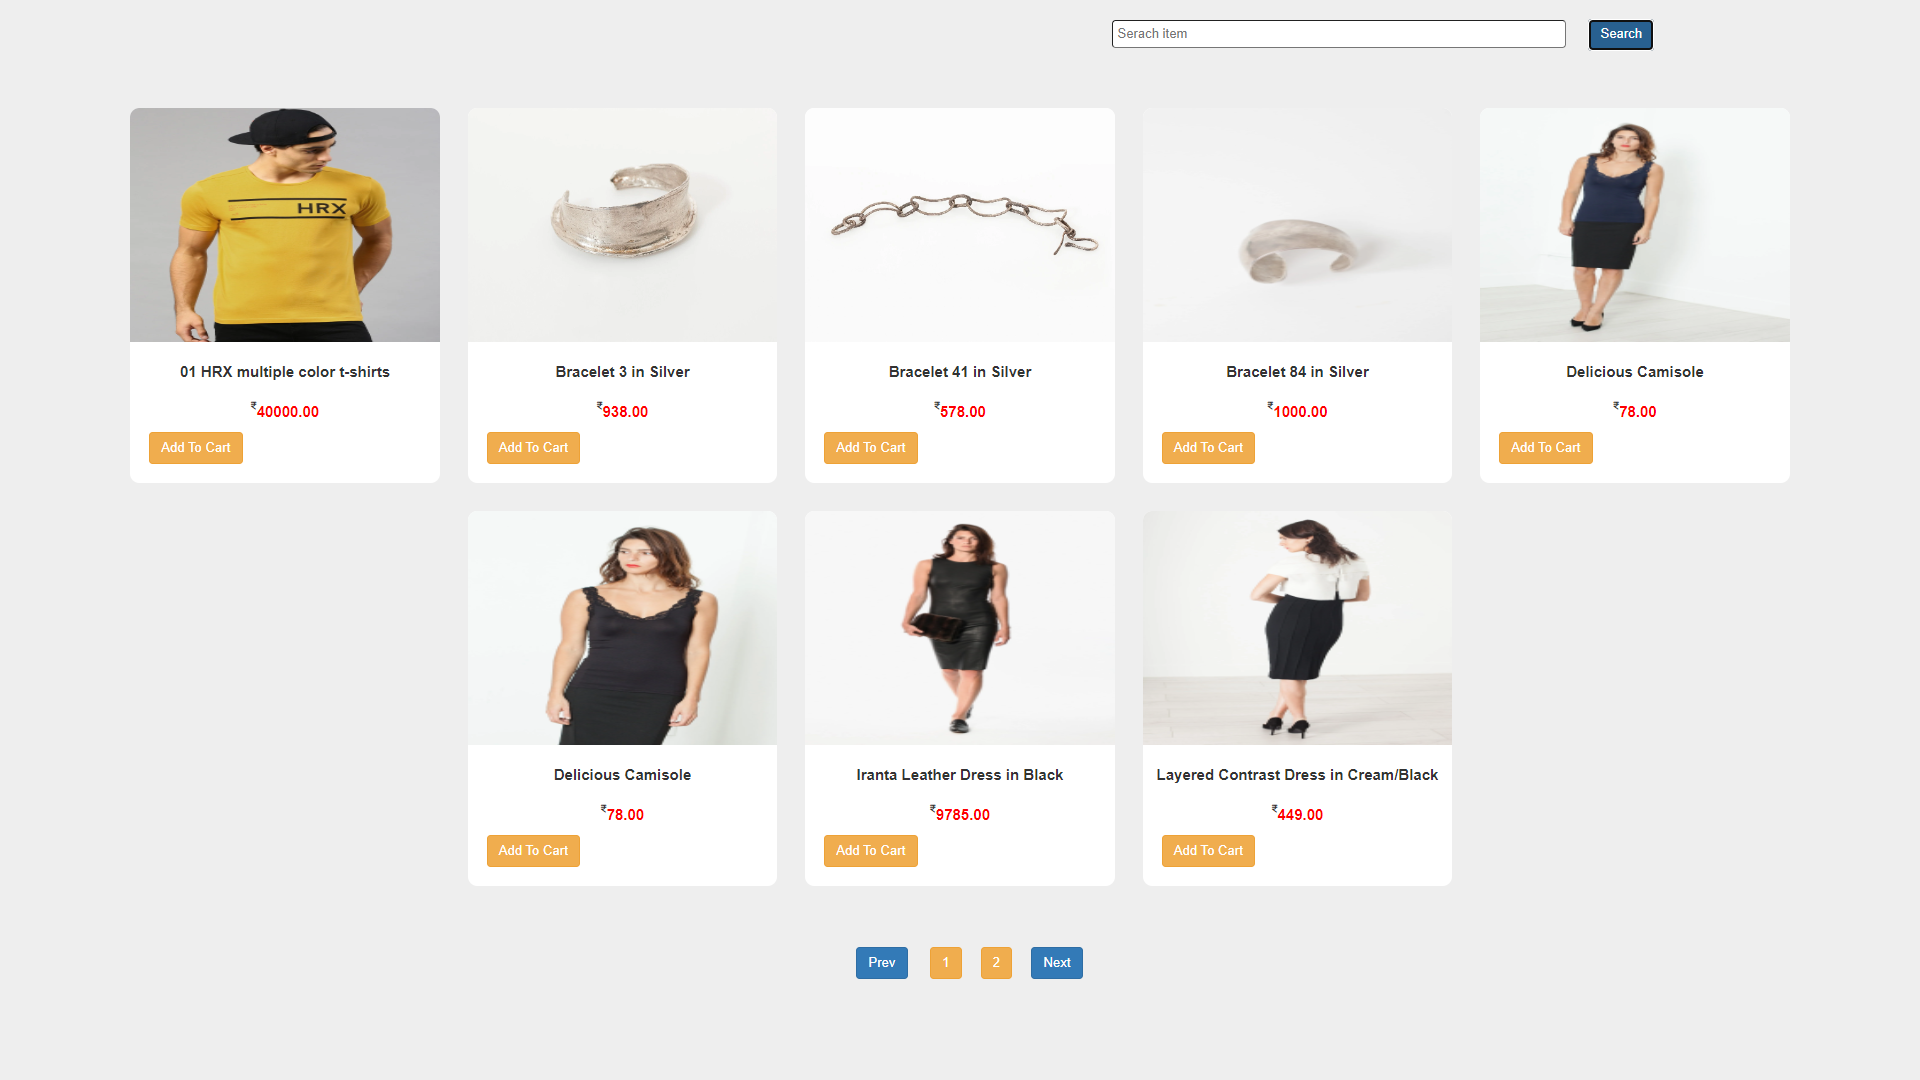 Serach item
Search
HRX
01 HRX multiple color t-shirts
Bracelet 3 in Silver
Bracelet 41 in Silver
Bracelet 84 in Silver
Delicious Camisole
₹40000.00
₹938.00
₹578.00
₹1000.00
₹78.00
Add To Cart
Add To Cart
Add To Cart
Add To Cart
Add To Cart
Delicious Camisole
Iranta Leather Dress in Black
Layered Contrast Dress in Cream/Black
₹78.00
₹9785.00
₹449.00
Add To Cart
Add To Cart
Add To Cart
Prev
1
2
Next